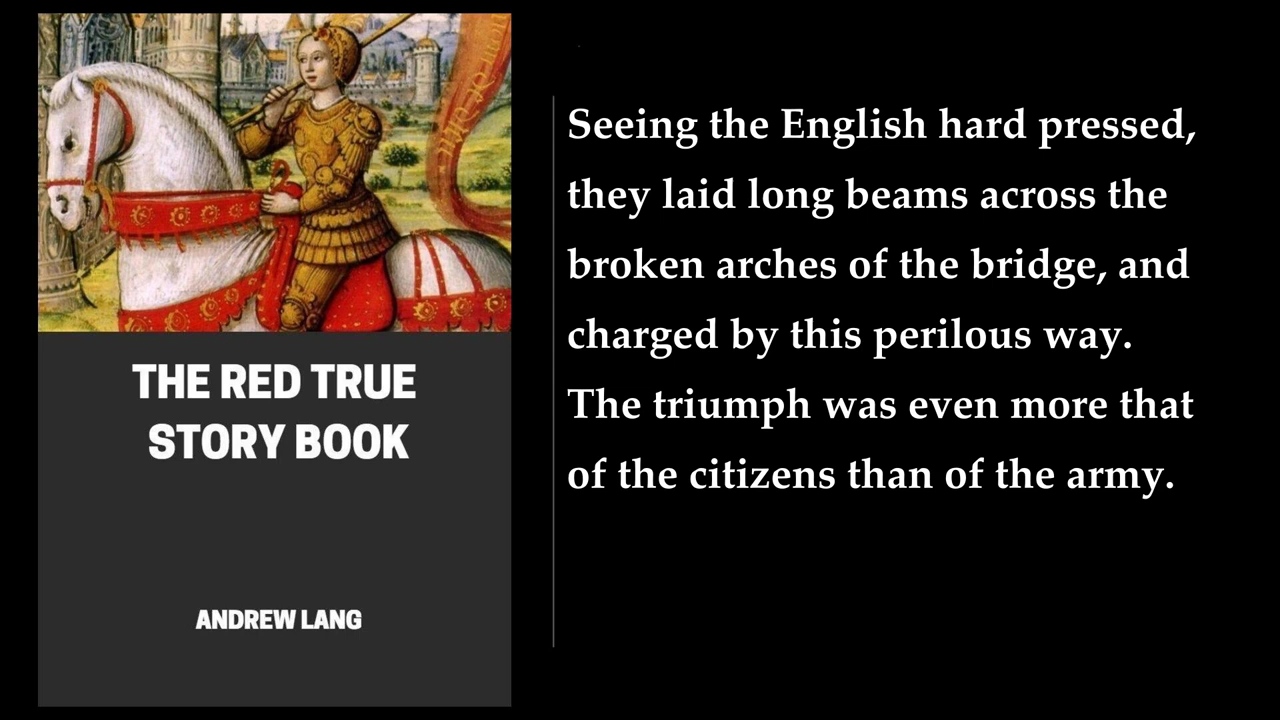 THE RED TRUE
STORY BOOK
ANDREW LANG
Seeing the English hard pressed,
they laid long beams across the
broken arches of the bridge, and
charged by this perilous way.
The triumph was even more that
of the citizens than of the army.